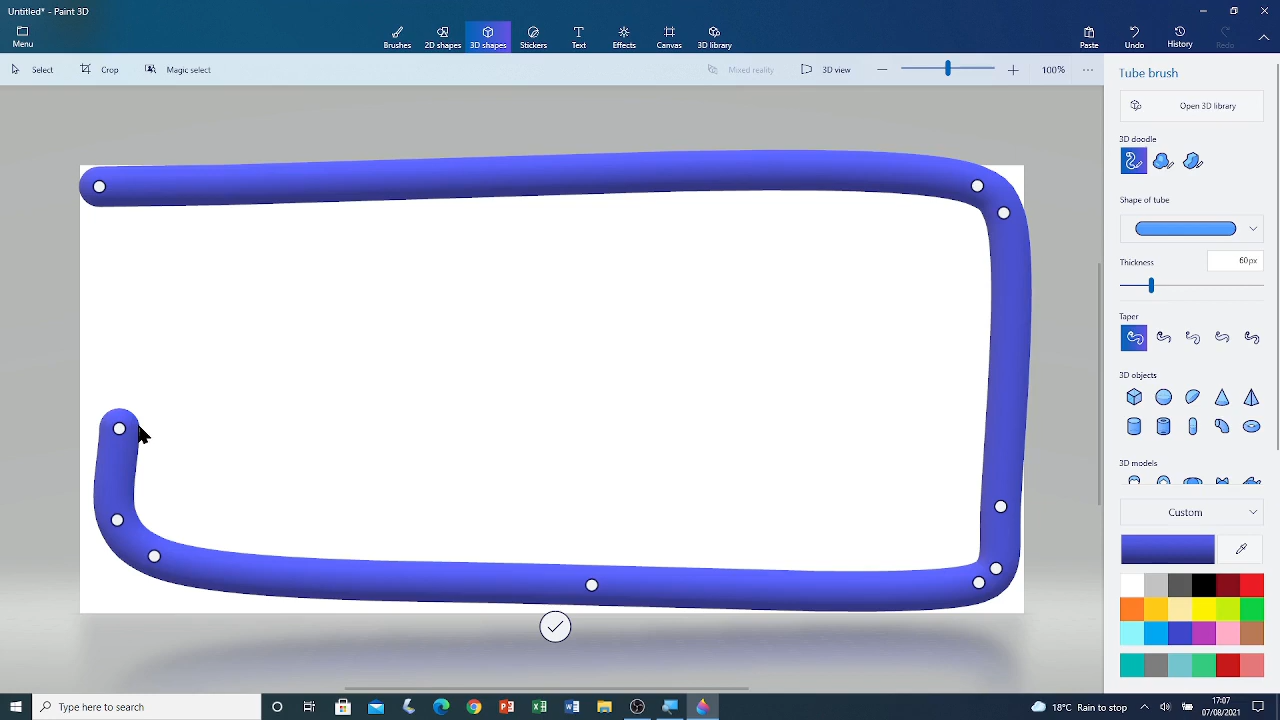 Untitled* - Paint 3D
Menu
Brushes
2D shapes
3D shapes
Stickers
Text
Effects
Canvas
3D library
Paste
Undo
History
Redo
Select
Crop
Magic select
Mixed reality
3D view
100%
Tube brush
Open 3D library
3D doodle
Shape of tube
Thickness
60px
Taper
3D objects
3D models
Custom
Type here to search
18°C Rain to stop
17:07
07/08/2021